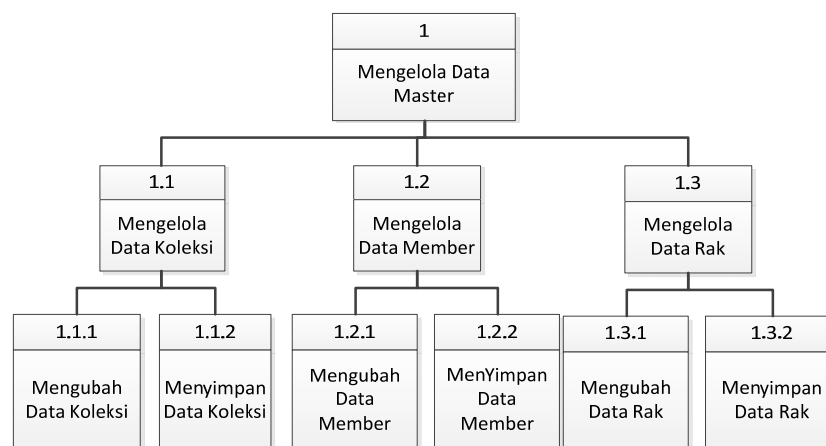 1
Mengelola Data
Master
1.1
Mengelola
Data Koleksi
1.2
Mengelola
Data Member
1.3
Mengelola
Data Rak
1.1.1
Mengubah
Data Koleksi
1.1.2
Menyimpan
Data Koleksi
1.2.1
Mengubah
Data
Member
1.2.2
MenYimpan
Data
Member
1.3.1
Mengubah
Data Rak
1.3.2
Menyimpan
Data Rak